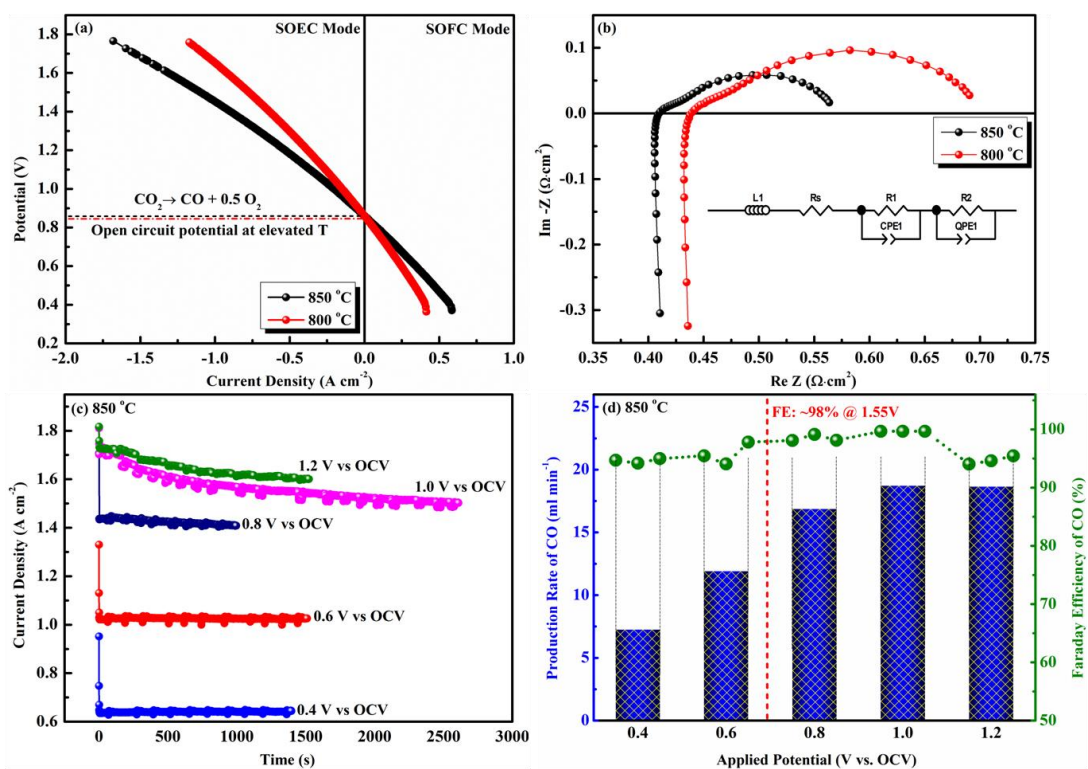 (a)
SOEC Mode
SOFC Mode
Potential (V)
1.8
1.6
1.4
1.2
1.0
0.8
0.6
0.4
0.2
CO₂→ CO + 0.5 O₂
Open circuit potential at elevated T
850 °C
800 °C
-2.0
-1.5
-1.0
-0.5
0.0
0.5
1.0
Current Density (A cm⁻²)
(b)
Im -Z (Ω·cm²)
0.1
0.0
-0.1
-0.2
-0.3
850 °C
800 °C
L1
Rs
R1
CPE1
R2
QPE1
0.35
0.40
0.45
0.50
0.55
0.60
0.65
0.70
0.75
Re Z (Ω·cm²)
(c) 850 °C
Current Density (A cm⁻²)
1.8
1.6
1.4
1.2
1.0
0.8
0.6
1.2 V vs OCV
1.0 V vs OCV
0.8 V vs OCV
0.6 V vs OCV
0.4 V vs OCV
0
500
1000
1500
2000
2500
3000
Time (s)
(d) 850 °C
FE: ~98% @ 1.55V
Production Rate of CO (ml min⁻¹)
25
20
15
10
5
0
Faraday Efficiency of CO (%)
100
90
80
70
60
50
0.4
0.6
0.8
1.0
1.2
Applied Potential (V vs. OCV)